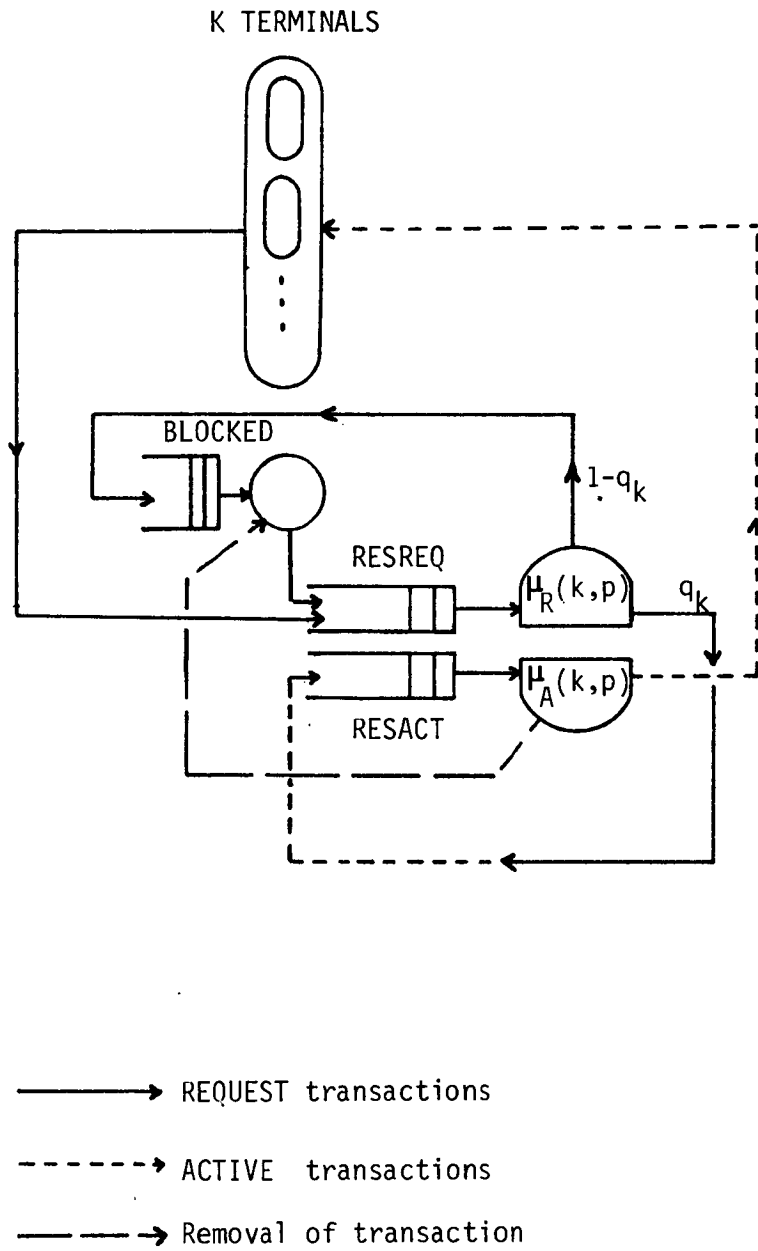 K TERMINALS
BLOCKED
1-q_k
RESREQ
μ_R(k,p)
q_k
μ_A(k,p)
RESACT
REQUEST transactions
ACTIVE transactions
Removal of transaction